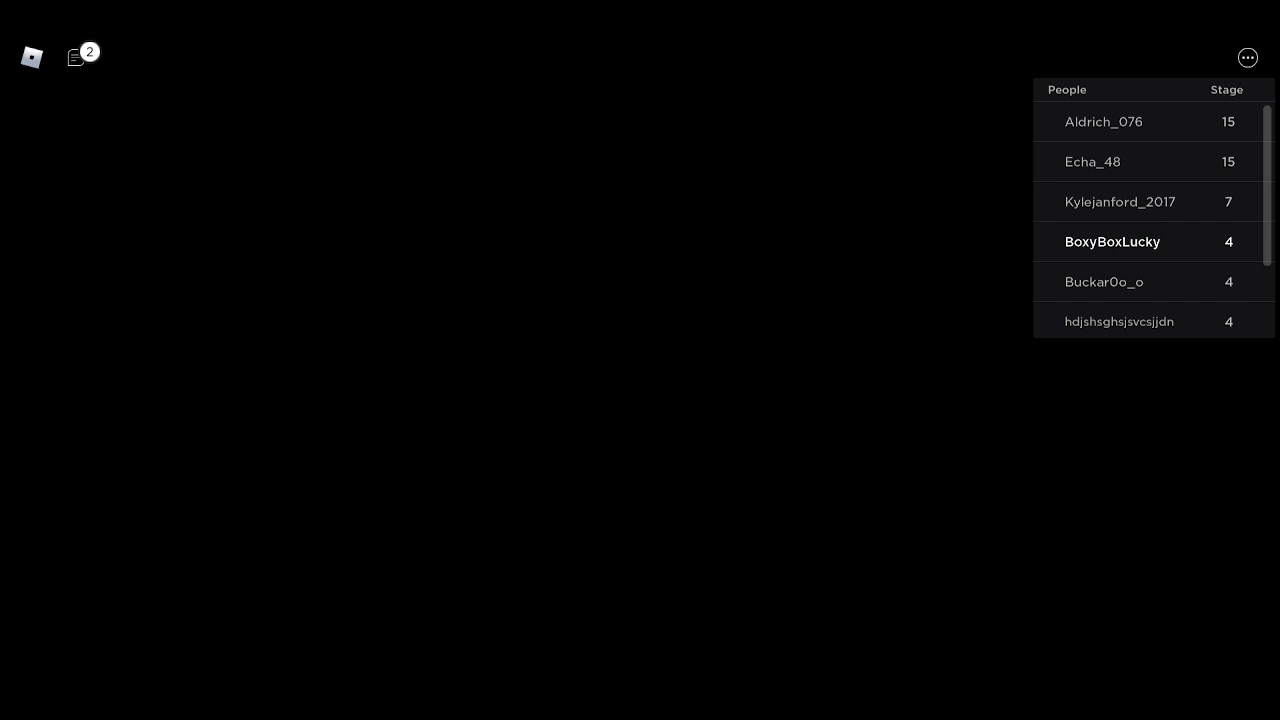 2
People Stage
Aldrich_076 15
Echa_48 15
Kylejanford_2017 7
BoxyBoxLucky 4
Buckar0o_o 4
hdjshsghsjsvcsjjdn 4